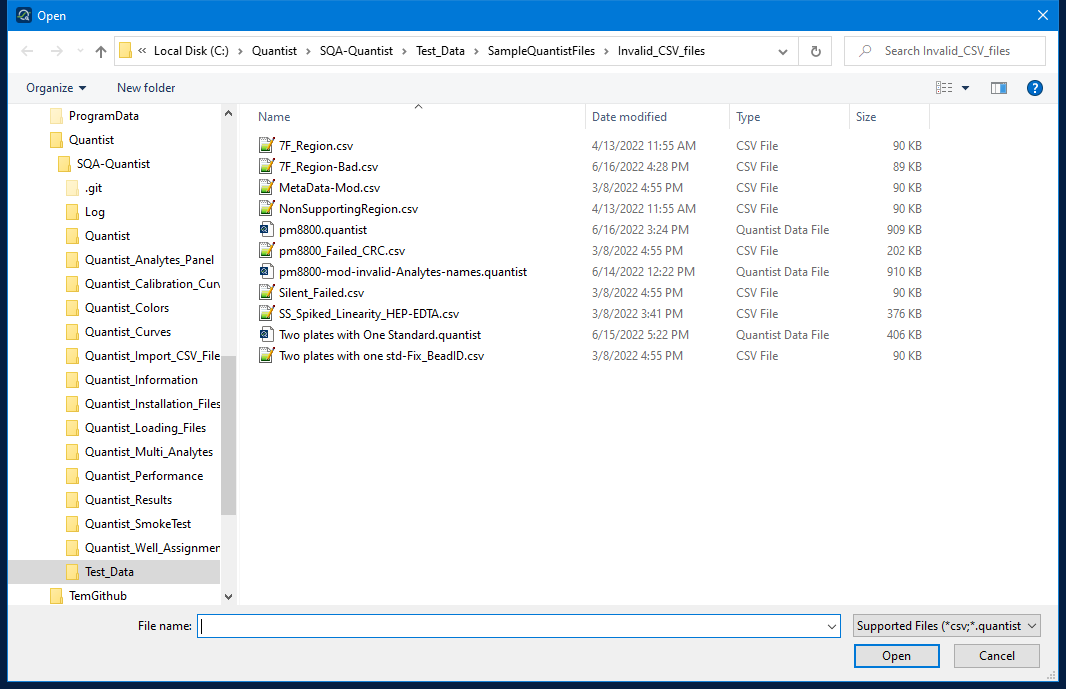 Open
« Local Disk (C:) › Quantist › SQA-Quantist › Test_Data › SampleQuantistFiles › Invalid_CSV_files
Search Invalid_CSV_files
Organize New folder
ProgramData
Quantist
SQA-Quantist
.git
Log
Quantist
Quantist_Analytes_Panel
Quantist_Calibration_Cur
Quantist_Colors
Quantist_Curves
Quantist_Import_CSV_File
Quantist_Information
Quantist_Installation_Files
Quantist_Loading_Files
Quantist_Multi_Analytes
Quantist_Performance
Quantist_Results
Quantist_SmokeTest
Quantist_Well_Assignmer
Test_Data
TemGithub
Name Date modified Type Size
7F_Region.csv 4/13/2022 11:55 AM CSV File 90 KB
7F_Region-Bad.csv 6/16/2022 4:28 PM CSV File 89 KB
MetaData-Mod.csv 3/8/2022 4:55 PM CSV File 90 KB
NonSupportingRegion.csv 4/13/2022 11:55 AM CSV File 90 KB
pm8800.quantist 6/16/2022 3:24 PM Quantist Data File 909 KB
pm8800_Failed_CRC.csv 3/8/2022 4:55 PM CSV File 202 KB
pm8800-mod-invalid-Analytes-names.quantist 6/14/2022 12:22 PM Quantist Data File 910 KB
Silent_Failed.csv 3/8/2022 4:55 PM CSV File 90 KB
SS_Spiked_Linearity_HEP-EDTA.csv 3/8/2022 3:41 PM CSV File 376 KB
Two plates with One Standard.quantist 6/15/2022 5:22 PM Quantist Data File 406 KB
Two plates with one std-Fix_BeadID.csv 3/8/2022 4:55 PM CSV File 90 KB
File name:
Supported Files (*csv;*.quantist
Open Cancel